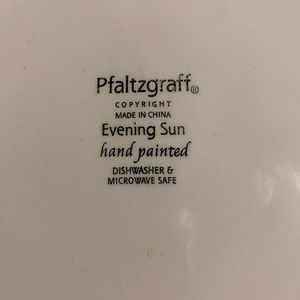 Pfaltzgraff®
COPYRIGHT
MADE IN CHINA
Evening Sun
hand painted
DISHWASHER &
MICROWAVE SAFE